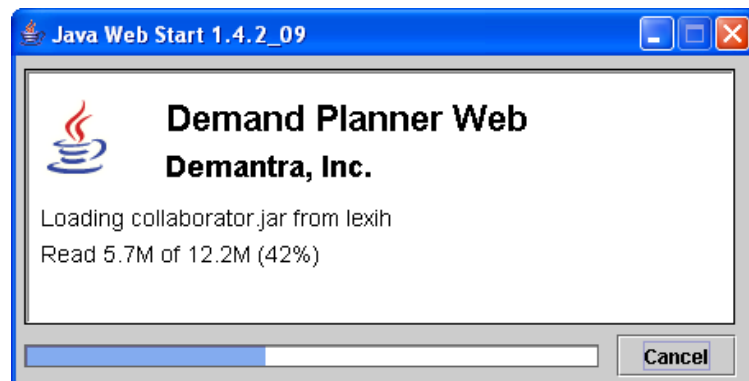 Java Web Start 1.4.2_09
Demand Planner Web
Demantra, Inc.
Loading collaborator.jar from lexih
Read 5.7M of 12.2M (42%)
Cancel